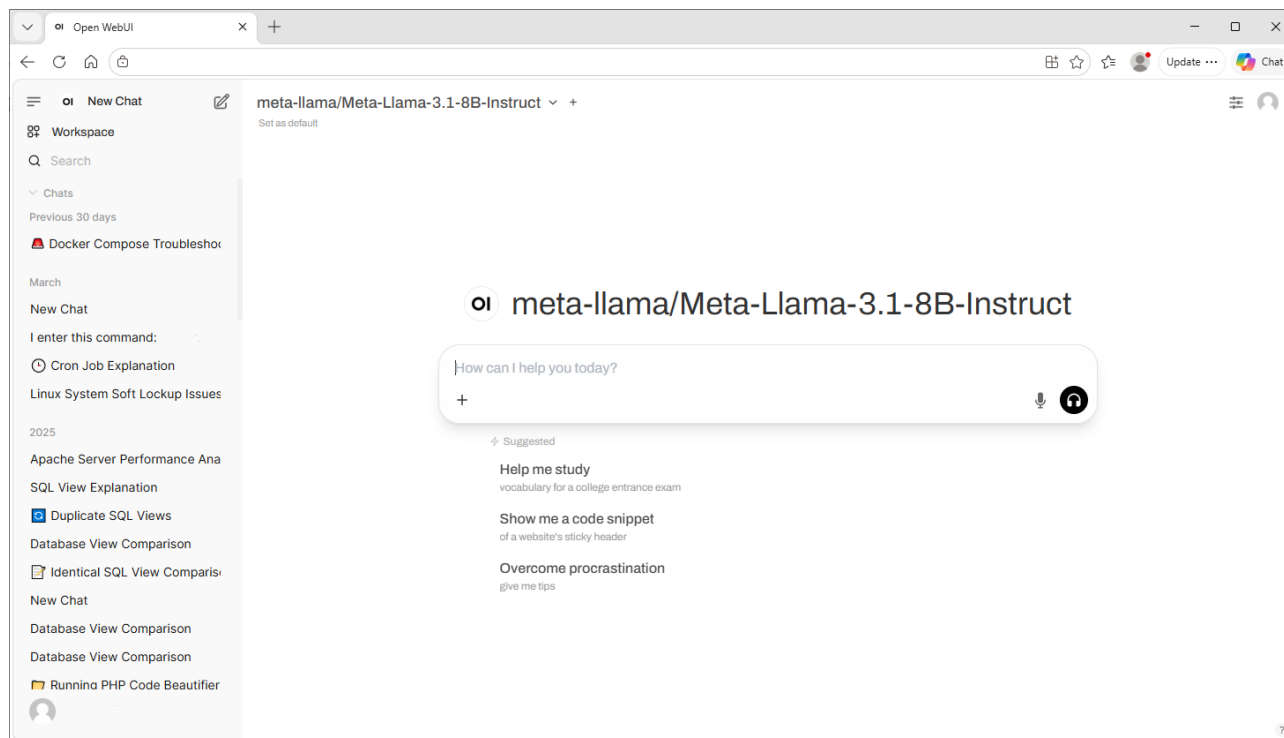 OI Open WebUI
Update
Chat
OI New Chat
meta-llama/Meta-Llama-3.1-8B-Instruct
Set as default
Workspace
Search
Chats
Previous 30 days
Docker Compose Troubleshoo
March
New Chat
I enter this command:
Cron Job Explanation
Linux System Soft Lockup Issues
2025
Apache Server Performance Ana
SQL View Explanation
Duplicate SQL Views
Database View Comparison
Identical SQL View Comparis
New Chat
Database View Comparison
Database View Comparison
Running PHP Code Beautifier
OI meta-llama/Meta-Llama-3.1-8B-Instruct
How can I help you today?
Suggested
Help me study
vocabulary for a college entrance exam
Show me a code snippet
of a website's sticky header
Overcome procrastination
give me tips
?